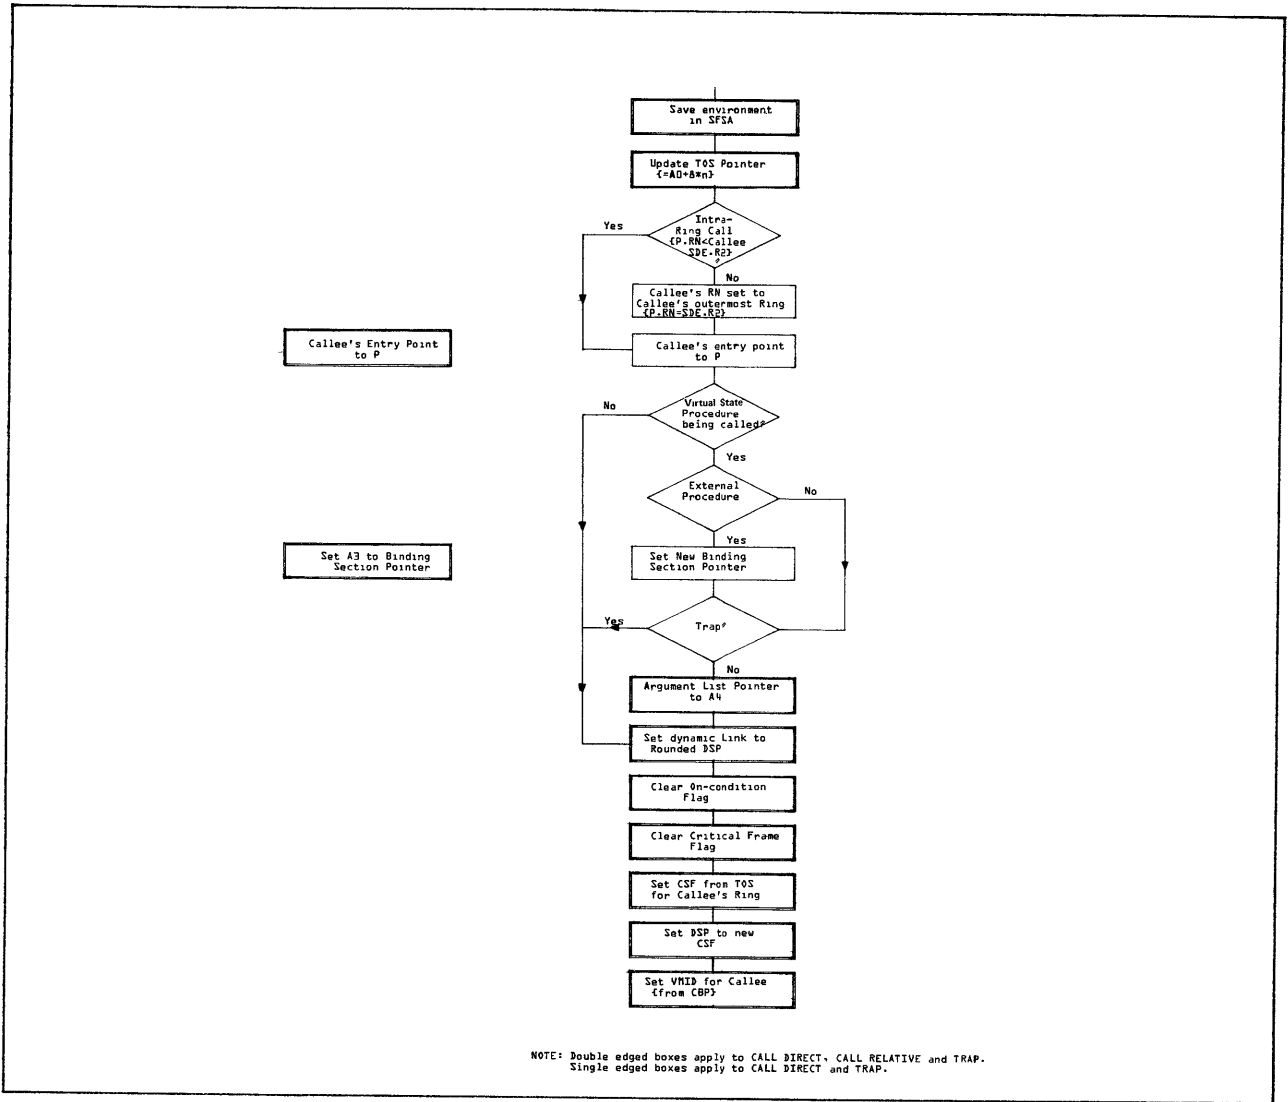 Save environment
in SFSA
Update TOS Pointer
{=A0+8*n}
Intra-
Ring Call
{P.RN<Callee
SDE.R2}
?
Yes
No
Callee's RN set to
Callee's outermost Ring
{P.RN=SDE.R2}
Callee's Entry Point
to P
Callee's entry point
to P
Virtual State
Procedure
being called?
No
Yes
External
Procedure
No
Yes
Set A3 to Binding
Section Pointer
Set New Binding
Section Pointer
Trap?
Yes
No
Argument List Pointer
to A4
Set dynamic Link to
Rounded DSP
Clear On-condition
Flag
Clear Critical Frame
Flag
Set CSF from TOS
for Callee's Ring
Set DSP to new
CSF
Set VMID for Callee
{from CBP}
NOTE: Double edged boxes apply to CALL DIRECT, CALL RELATIVE and TRAP.
Single edged boxes apply to CALL DIRECT and TRAP.